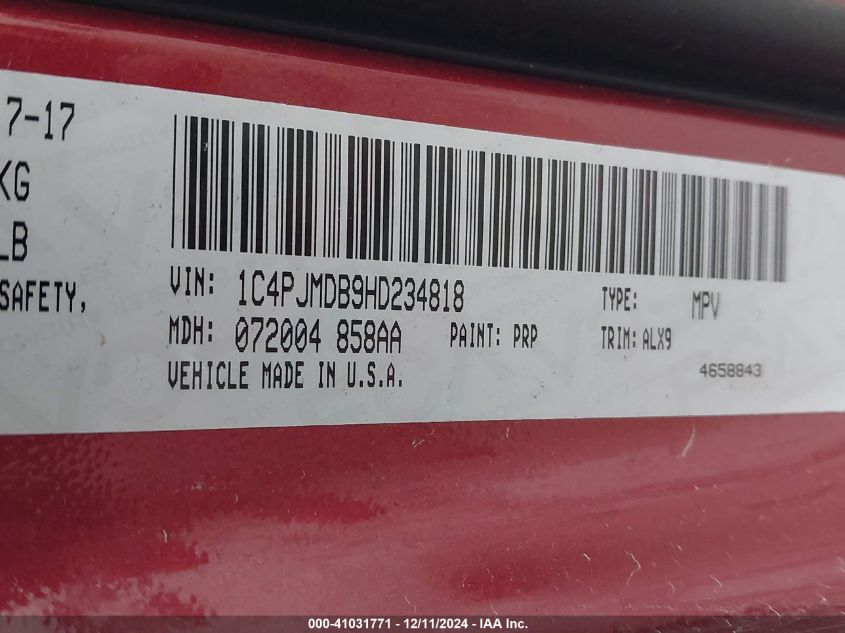 7-17
KG
LB
SAFETY,
VIN: 1C4PJMDB9HD234818 TYPE: MPV
MDH: 072004 858AA PAINT: PRP TRIM: ALX9
VEHICLE MADE IN U.S.A. 4658843
000-41031771 - 12/11/2024 - IAA Inc.